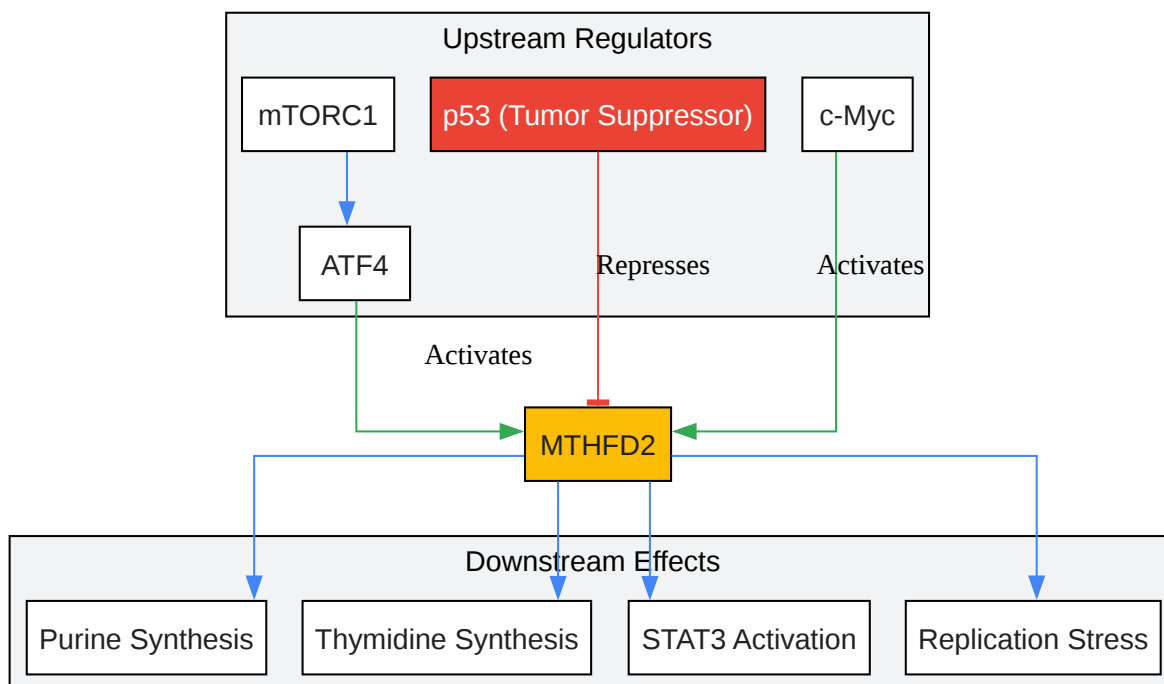 Upstream Regulators
mTORC1
p53 (Tumor Suppressor)
c-Myc
ATF4
Represses
Activates
Activates
MTHFD2
Downstream Effects
Purine Synthesis
Thymidine Synthesis
STAT3 Activation
Replication Stress